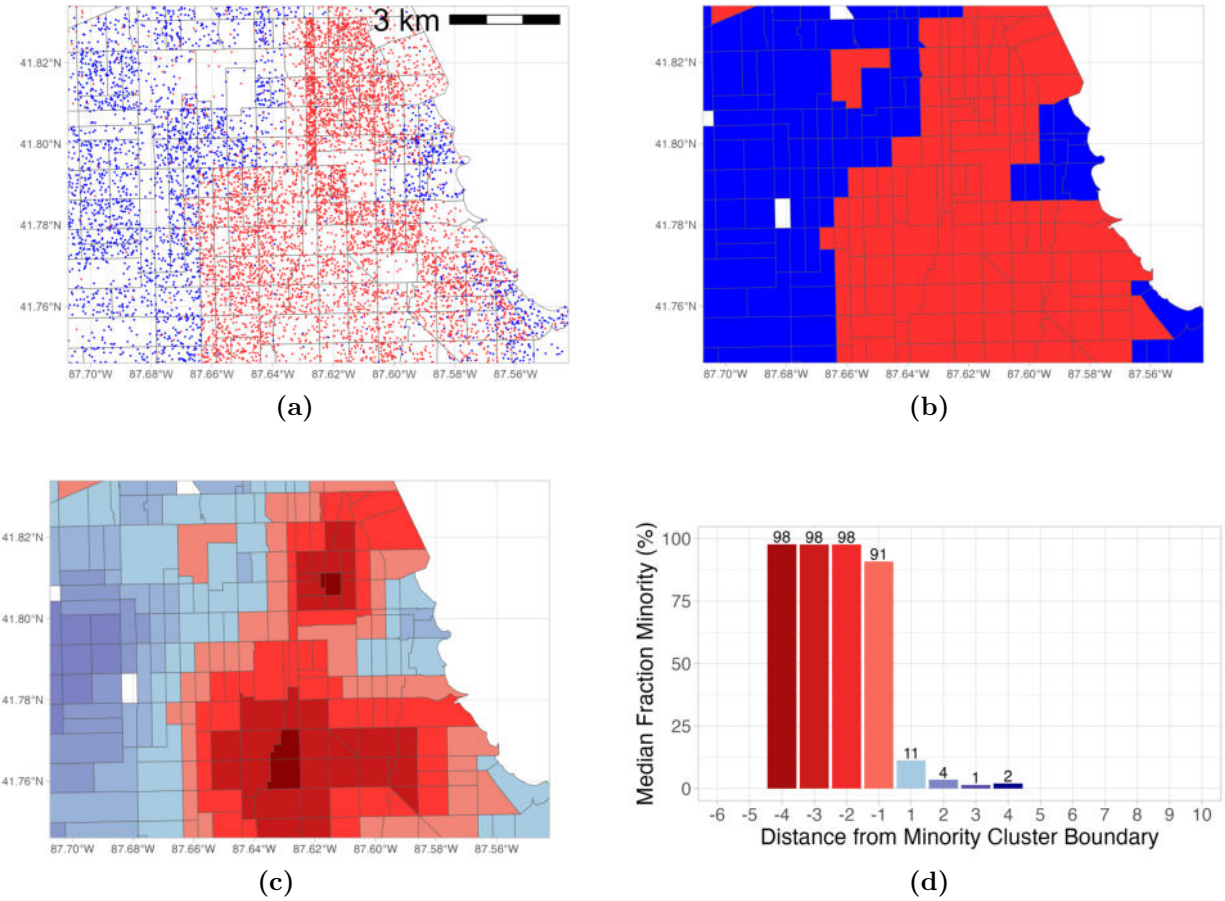 3 km
41.82°N
41.80°N
41.78°N
41.76°N
87.70°W 87.68°W 87.66°W 87.64°W 87.62°W 87.60°W 87.58°W 87.56°W
(a)
41.82°N
41.80°N
41.78°N
41.76°N
87.70°W 87.68°W 87.66°W 87.64°W 87.62°W 87.60°W 87.58°W 87.56°W
(b)
41.82°N
41.80°N
41.78°N
41.76°N
87.70°W 87.68°W 87.66°W 87.64°W 87.62°W 87.60°W 87.58°W 87.56°W
(c)
Median Fraction Minority (%)
100
75
50
25
0
98 98 98 91 11 4 1 2
-6 -5 -4 -3 -2 -1 1 2 3 4 5 6 7 8 9 10
Distance from Minority Cluster Boundary
(d)